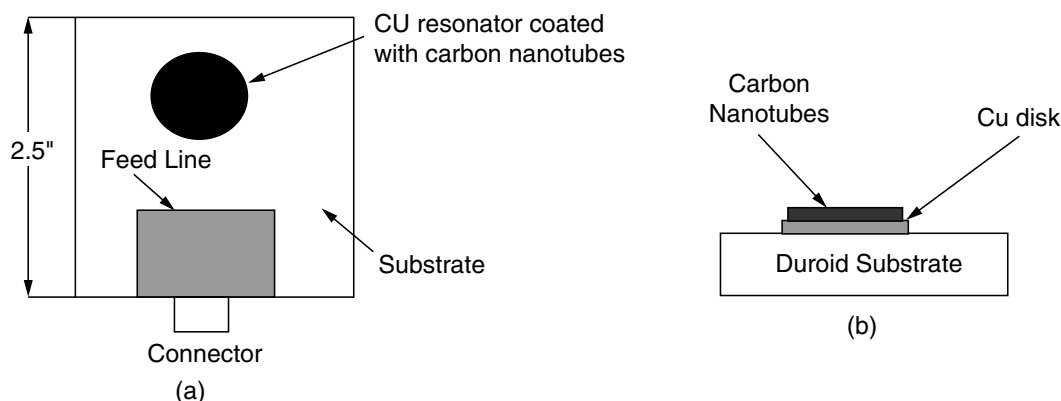 CU resonator coated
with carbon nanotubes
2.5"
Feed Line
Substrate
Connector
(a)
Carbon
Nanotubes
Cu disk
Duroid Substrate
(b)